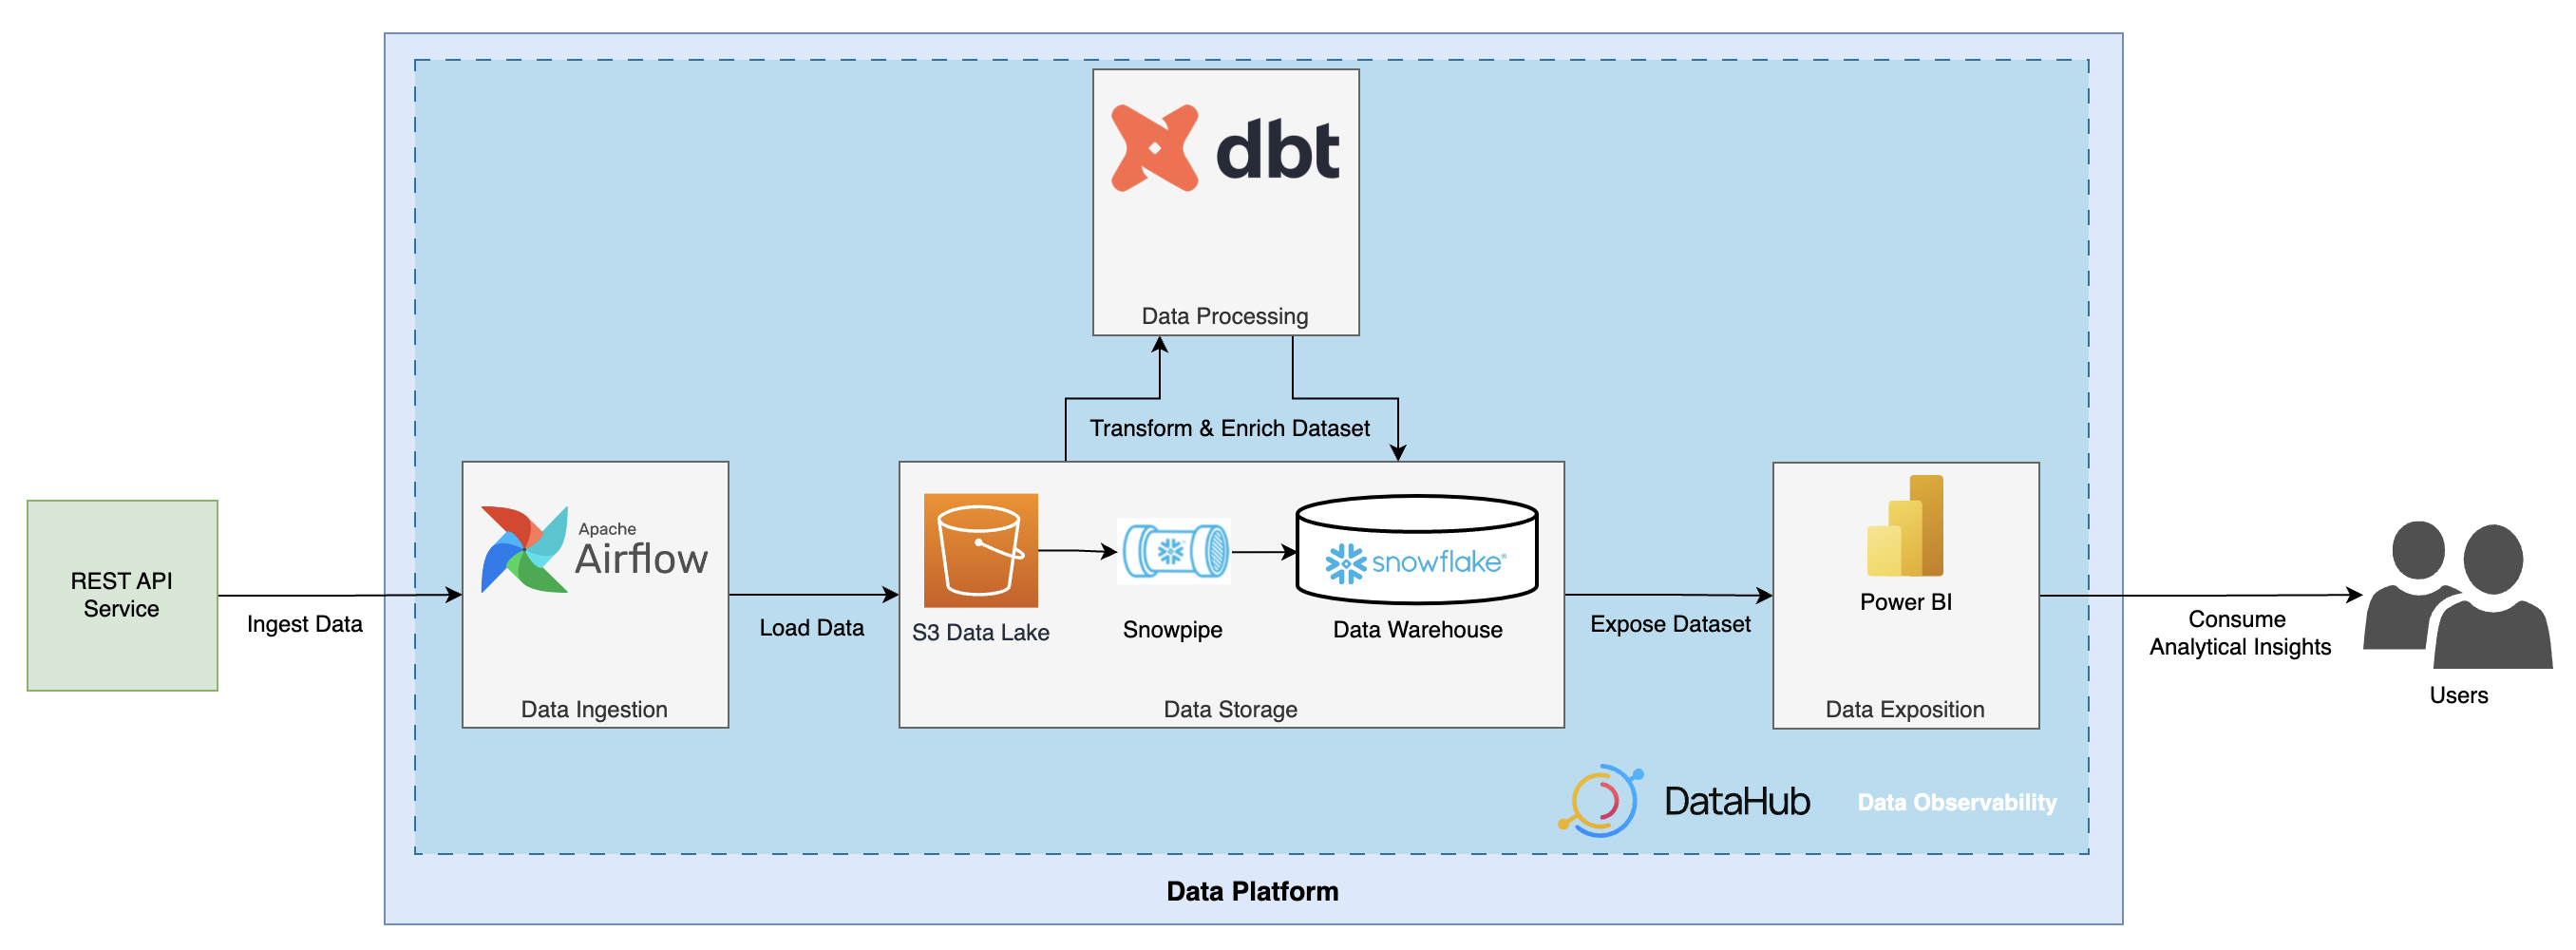 dbt
Data Processing
Transform & Enrich Dataset
REST API
Service
Ingest Data
Apache
Airflow
Data Ingestion
Load Data
S3 Data Lake
Snowpipe
snowflake®
Data Warehouse
Data Storage
Expose Dataset
Power BI
Data Exposition
Consume
Analytical Insights
Users
DataHub
Data Observability
Data Platform